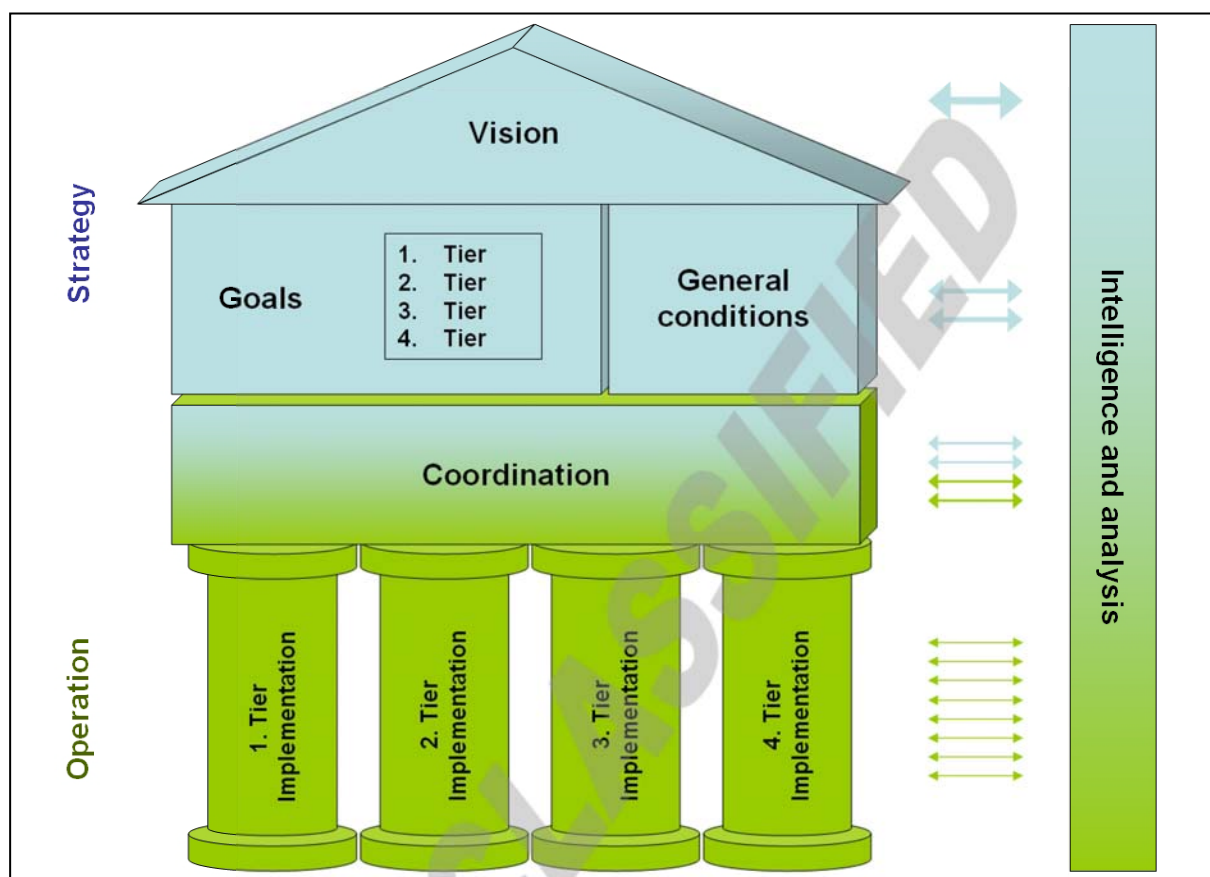 Strategy
Vision
Goals
1. Tier
2. Tier
3. Tier
4. Tier
General
conditions
Coordination
Operation
1. Tier
Implementation
2. Tier
Implementation
3. Tier
Implementation
4. Tier
Implementation
Intelligence and analysis
CLASSIFIED